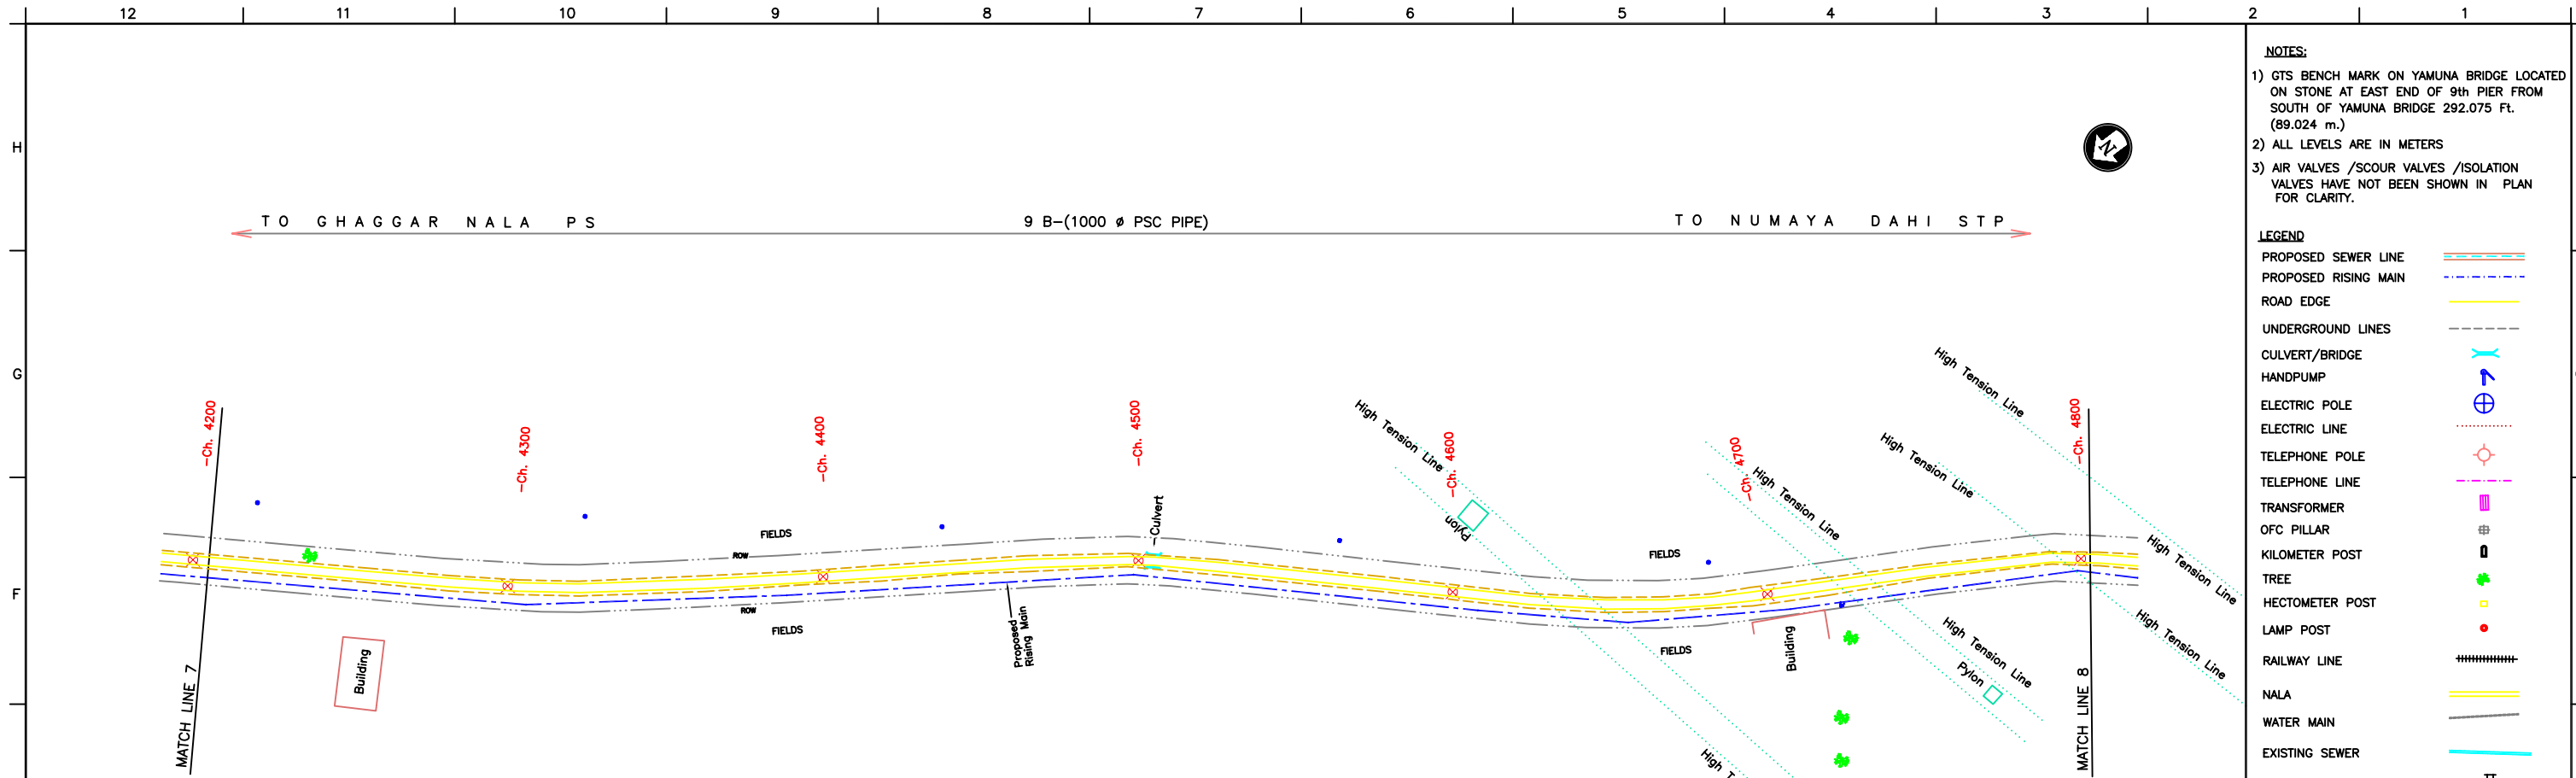 12 11 10 9 8 7 6 5 4 3 2 1
H
G
F
N
TO GHAGGAR NALA PS
9 B-(1000 ø PSC PIPE)
TO NUMAYA DAHI STP
-Ch. 4200
-Ch. 4300
-Ch. 4400
-Ch. 4500
-Ch. 4600
-Ch. 4700
-Ch. 4800
High Tension Line
High Tension Line
High Tension Line
High Tension Line
High Tension Line
High Tension Line
High Tension Line
Pylon
Pylon
Culvert
FIELDS
ROW
ROW
FIELDS
FIELDS
FIELDS
Proposed
Rising Main
Building
Building
MATCH LINE 7
MATCH LINE 8
High T
NOTES:
1) GTS BENCH MARK ON YAMUNA BRIDGE LOCATED
ON STONE AT EAST END OF 9th PIER FROM
SOUTH OF YAMUNA BRIDGE 292.075 Ft.
(89.024 m.)
2) ALL LEVELS ARE IN METERS
3) AIR VALVES /SCOUR VALVES /ISOLATION
VALVES HAVE NOT BEEN SHOWN IN PLAN
FOR CLARITY.
LEGEND
PROPOSED SEWER LINE
PROPOSED RISING MAIN
ROAD EDGE
UNDERGROUND LINES
CULVERT/BRIDGE
HANDPUMP
ELECTRIC POLE
ELECTRIC LINE
TELEPHONE POLE
TELEPHONE LINE
TRANSFORMER
OFC PILLAR
KILOMETER POST
TREE
HECTOMETER POST
LAMP POST
RAILWAY LINE
NALA
WATER MAIN
EXISTING SEWER